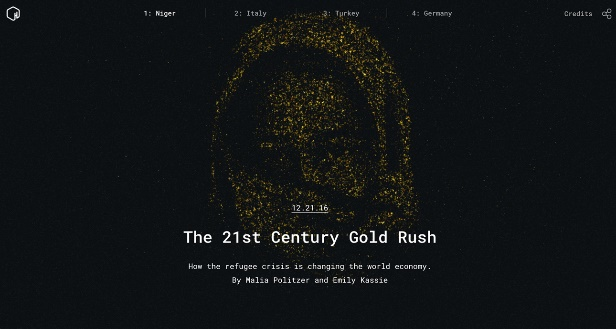 1: Niger 2: Italy 3: Turkey 4: Germany Credits
12.21.16
The 21st Century Gold Rush
How the refugee crisis is changing the world economy.
By Malia Politzer and Emily Kassie